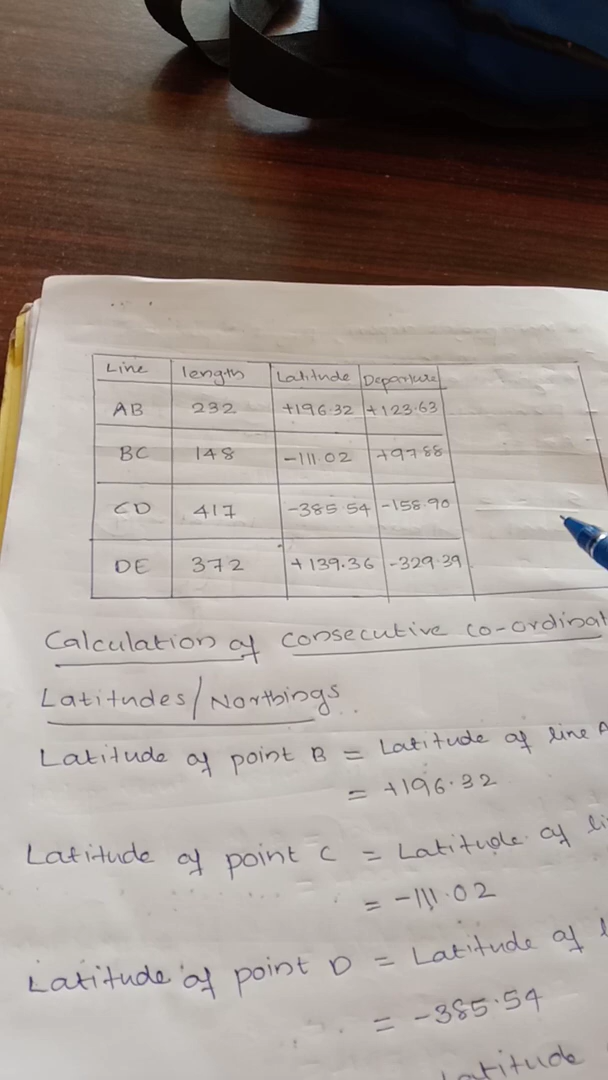 Line length Latitude Departure
AB 232 +196.32 +123.63
BC 148 -111.02 +97.88
CD 417 -385.54 -158.90
DE 372 +139.36 -329.39
Calculation of consecutive co-ordinat
Latitudes/Northings
Latitude of point B = Latitude of line A
= +196.32
Latitude of point C = Latitude of li
= -111.02
Latitude of point D = Latitude of l
= -385.54
Latitude